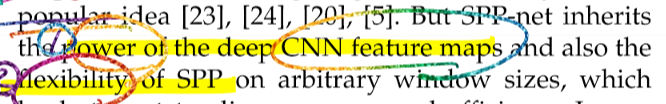 popular idea [23], [24], [20], [5]. But SPP-net inherits
the power of the deep CNN feature maps and also the
flexibility of SPP on arbitrary window sizes, which